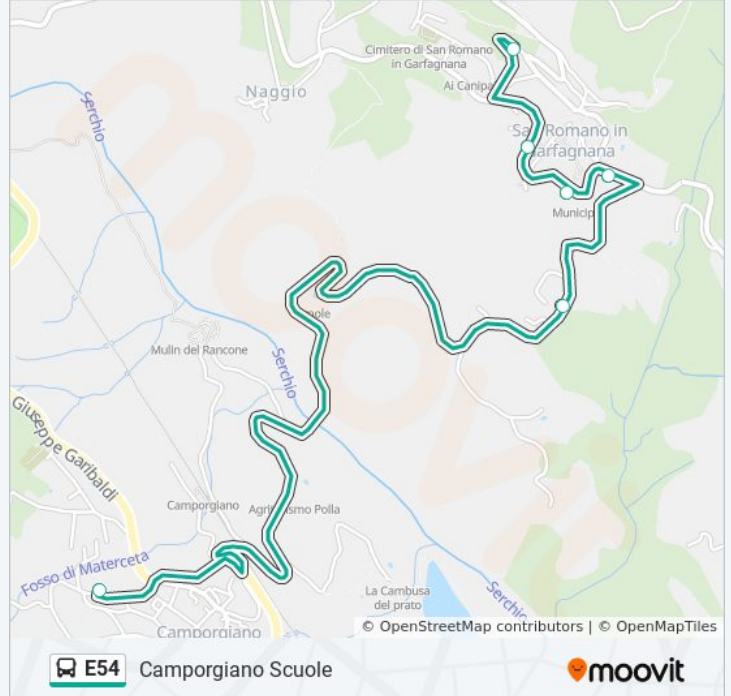 Cimitero di San Romano
in Garfagnana
Naggio
Ai Canipa
Serchio
San Romano in
Garfagnana
Municip
Mulin del Rancone
Serchio
Giuseppe Garibaldi
Camporgiano
Agriturismo Polla
Fosso di Materceta
La Cambusa
del prato
Serchio
Camporgiano
© OpenStreetMap contributors | © OpenMapTiles
E54 Camporgiano Scuole
moovit